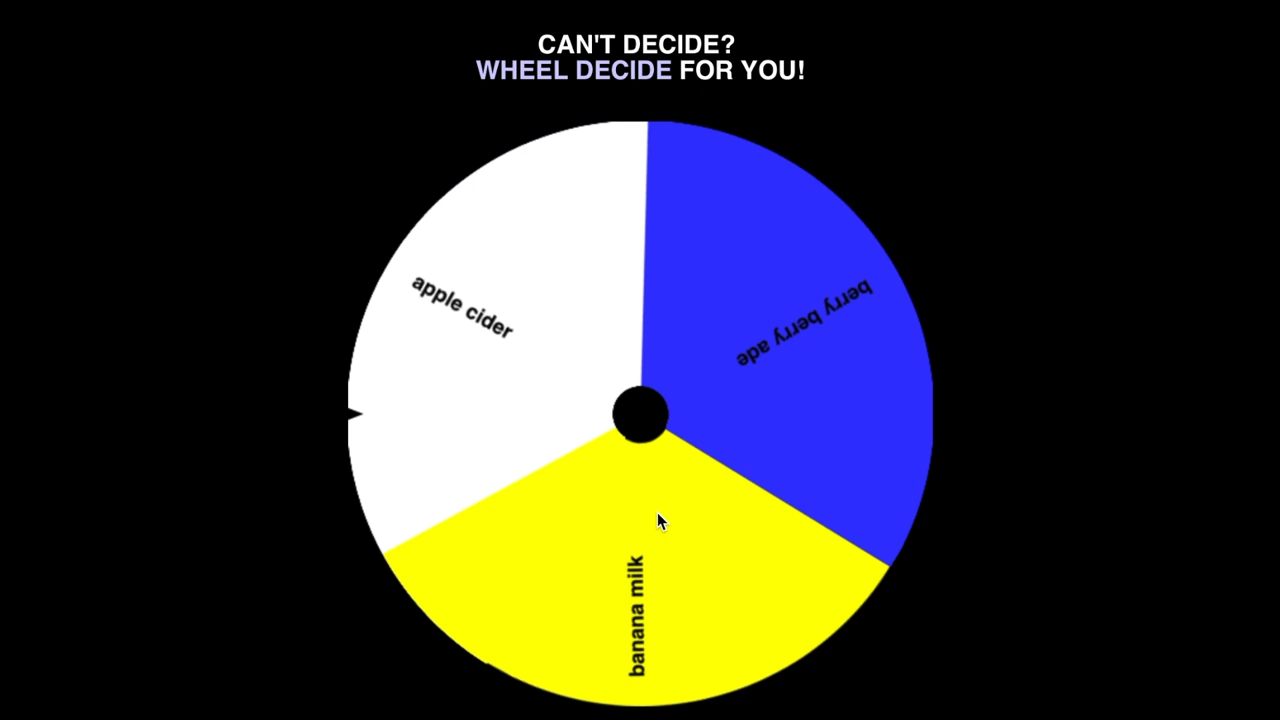 CAN'T DECIDE?
WHEEL DECIDE FOR YOU!
apple cider
berry berry ade
banana milk